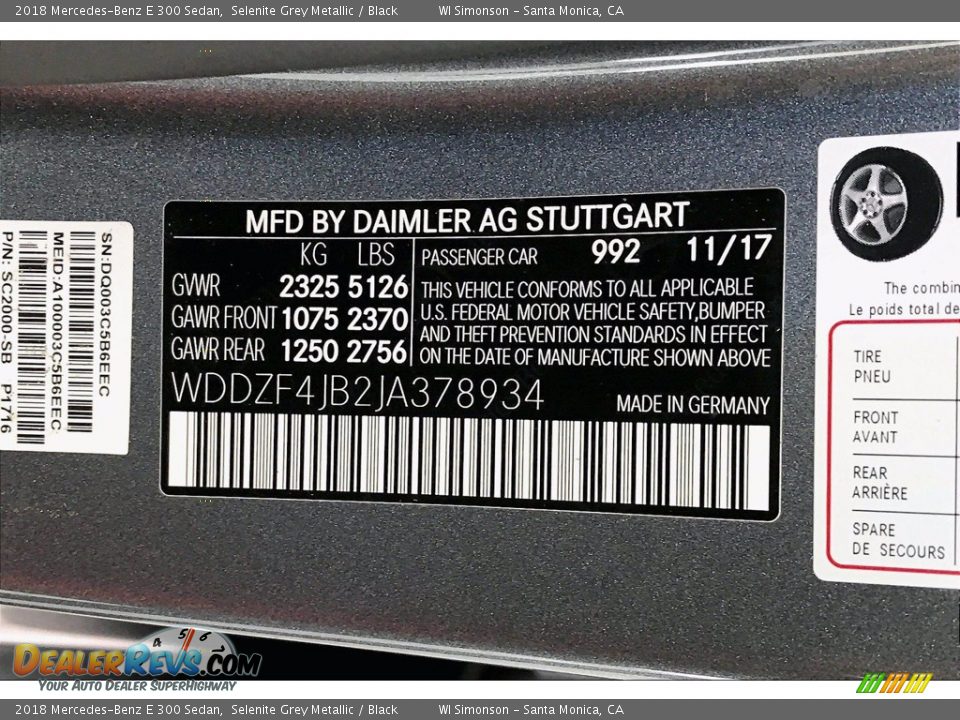 2018 Mercedes-Benz E 300 Sedan, Selenite Grey Metallic / Black WI Simonson - Santa Monica, CA
MFD BY DAIMLER AG STUTTGART
KG LBS
GVWR 2325 5126
GAWR FRONT 1075 2370
GAWR REAR 1250 2756
PASSENGER CAR 992 11/17
THIS VEHICLE CONFORMS TO ALL APPLICABLE
U.S. FEDERAL MOTOR VEHICLE SAFETY,BUMPER
AND THEFT PREVENTION STANDARDS IN EFFECT
ON THE DATE OF MANUFACTURE SHOWN ABOVE
WDDZF4JB2JA378934
MADE IN GERMANY
SN:DQ003C5B6EEC
MEID:A100003C5B6EEC
P/N: SC2000-SB P1716
The combin
Le poids total de
TIRE
PNEU
FRONT
AVANT
REAR
ARRIÈRE
SPARE
DE SECOURS
4 5 6
DEALERREVS.COM
YOUR AUTO DEALER SUPERHIGHWAY
2018 Mercedes-Benz E 300 Sedan, Selenite Grey Metallic / Black WI Simonson - Santa Monica, CA